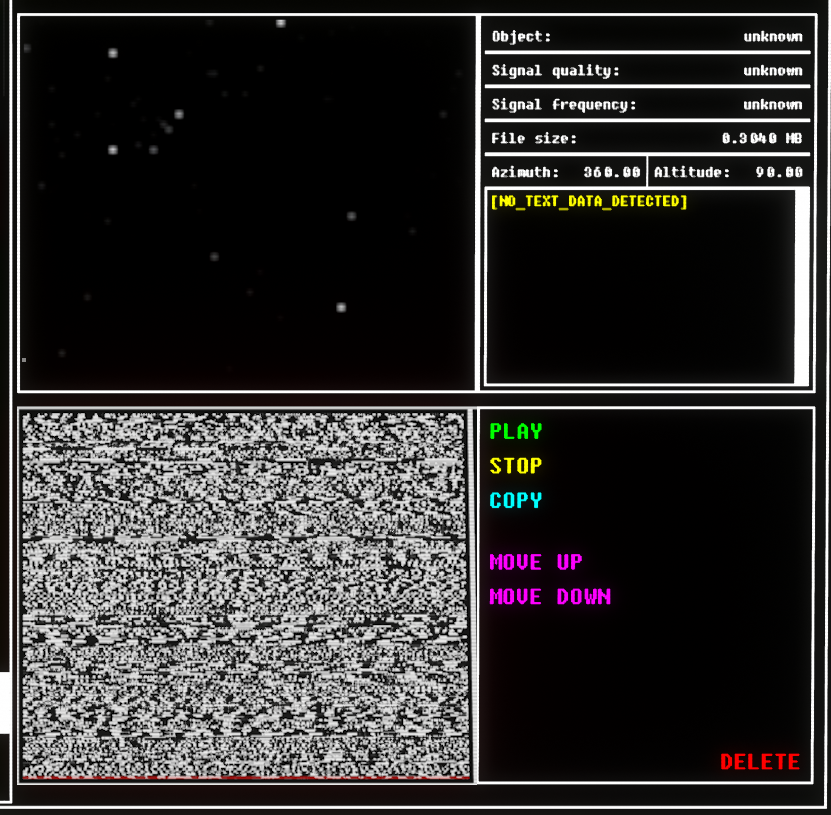 Object: unknown
Signal quality: unknown
Signal frequency: unknown
File size: 0.3040 MB
Azimuth: 360.00 Altitude: 90.00
[NO_TEXT_DATA_DETECTED]
PLAY
STOP
COPY
MOVE UP
MOVE DOWN
DELETE